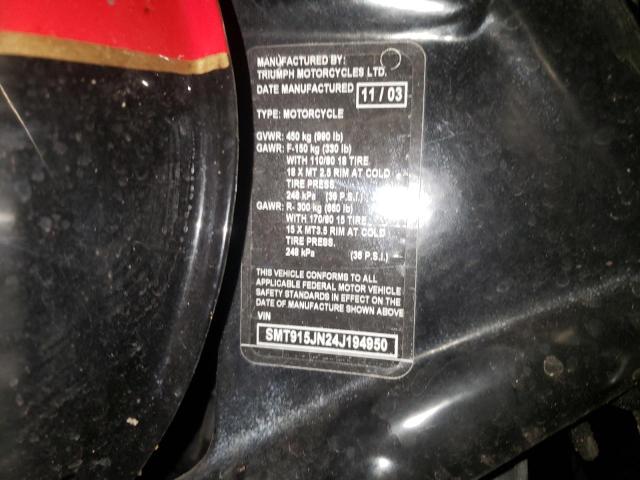 MANUFACTURED BY:
TRIUMPH MOTORCYCLES LTD.
DATE MANUFACTURED 11 / 03
TYPE: MOTORCYCLE
GVWR: 450 kg (990 lb)
GAWR: F-150 kg (330 lb)
WITH 110/80 18 TIRE
18 X MT 2.5 RIM AT COLD
TIRE PRESS.
248 kPa (36 P.S.I.)
GAWR: R- 300 kg (660 lb)
WITH 170/80 15 TIRE
15 X MT3.5 RIM AT COLD
TIRE PRESS.
248 kPa (36 P.S.I.)
THIS VEHICLE CONFORMS TO ALL
APPLICABLE FEDERAL MOTOR VEHICLE
SAFETY STANDARDS IN EFFECT ON THE
DATE OF MANUFACTURE SHOWN ABOVE
VIN
SMT915JN24J194950